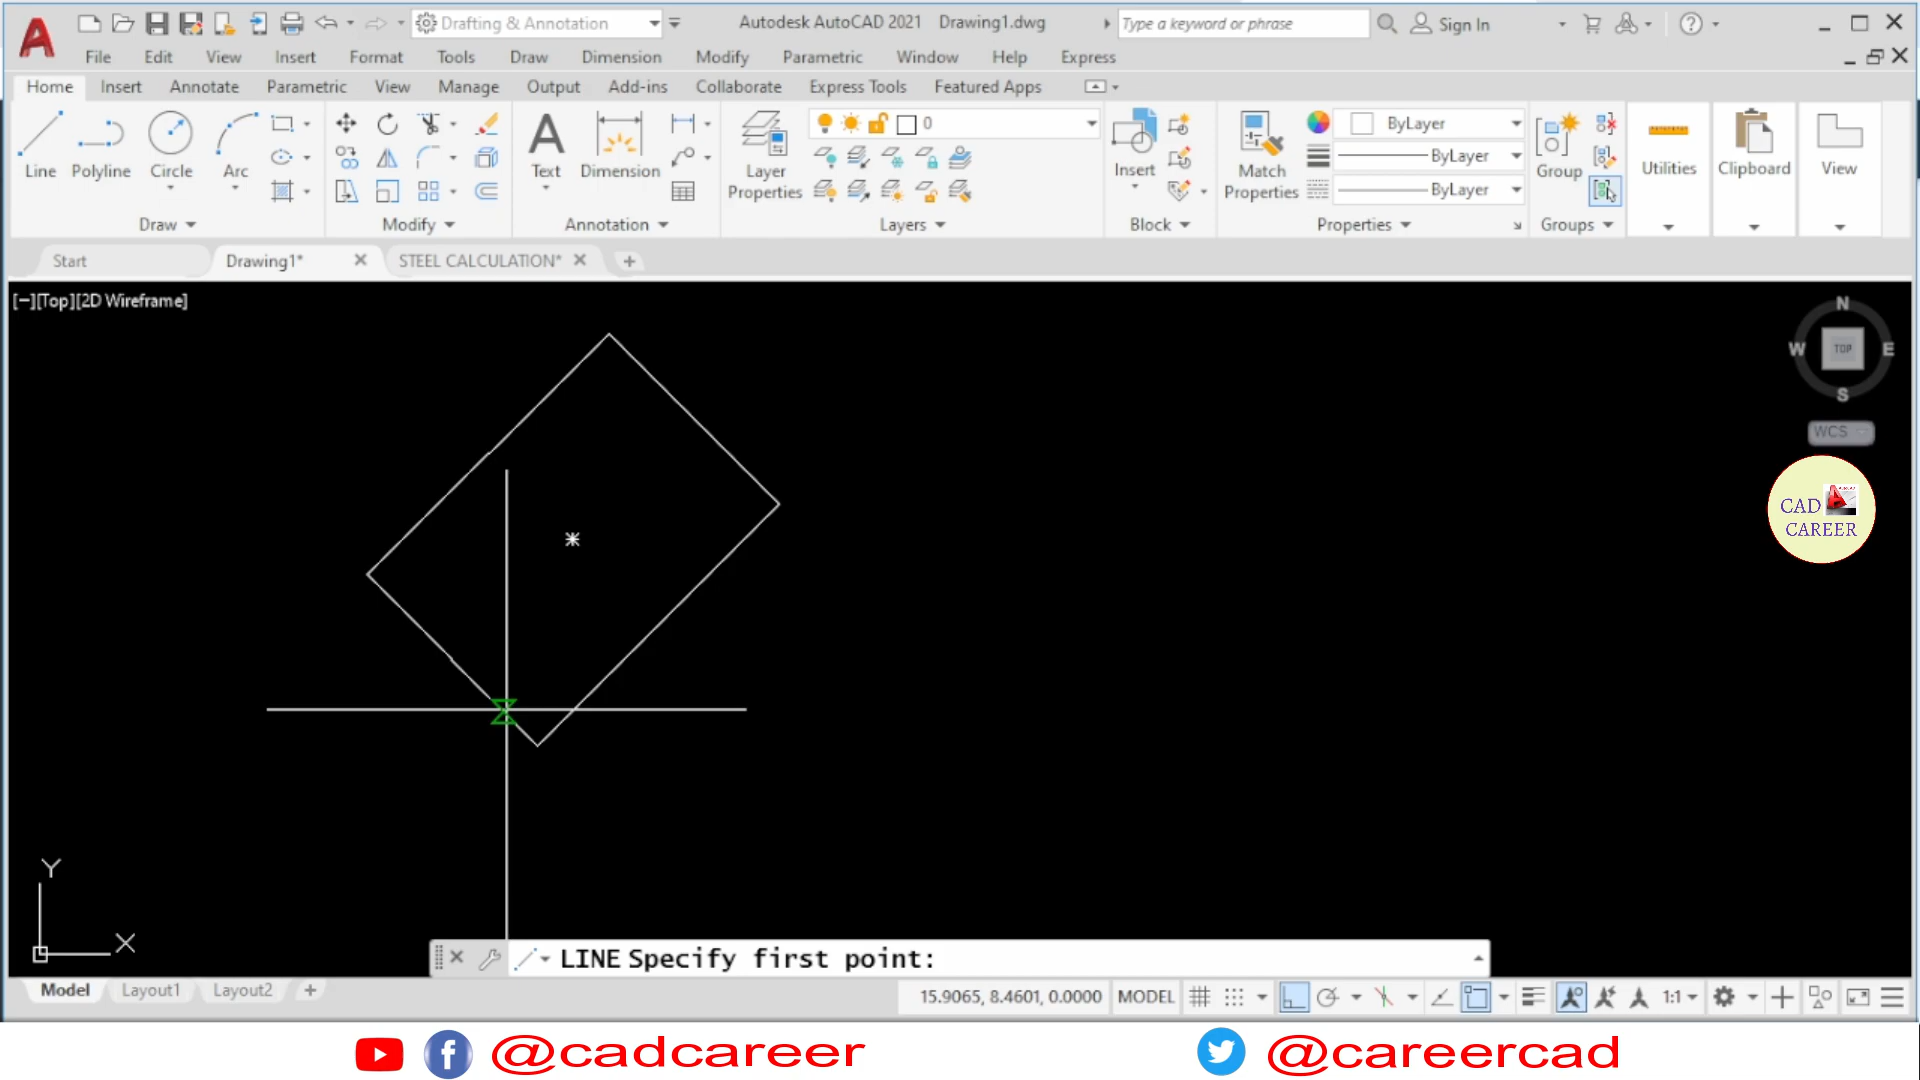 Drafting & Annotation
Autodesk AutoCAD 2021 Drawing1.dwg
Type a keyword or phrase
Sign In
File Edit View Insert Format Tools Draw Dimension Modify Parametric Window Help Express
Home Insert Annotate Parametric View Manage Output Add-ins Collaborate Express Tools Featured Apps
Line Polyline Circle Arc
Text Dimension
Layer Properties
0
Insert
Match Properties
ByLayer
ByLayer
ByLayer
Group
Utilities
Clipboard
View
Draw Modify Annotation Layers Block Properties Groups
Start Drawing1* STEEL CALCULATION*
[−][Top][2D Wireframe]
N
W TOP E
S
WCS
CAD
CAREER
Y
X
LINE Specify first point:
Model Layout1 Layout2
15.9065, 8.4601, 0.0000 MODEL 1:1
@cadcareer @careercad